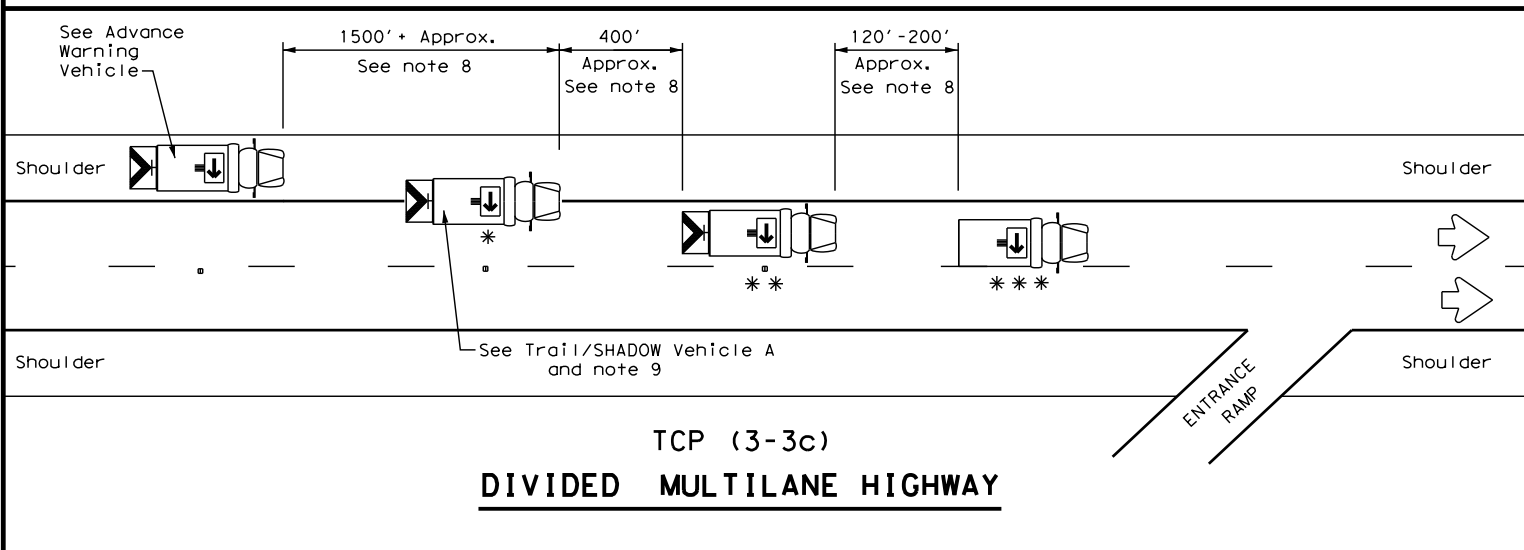 See Advance
Warning
Vehicle
1500'+ Approx.
See note 8
400'
Approx.
See note 8
120'-200'
Approx.
See note 8
Shoulder
Shoulder
*
* *
* * *
See Trail/SHADOW Vehicle A
and note 9
Shoulder
Shoulder
ENTRANCE
RAMP
TCP (3-3c)
DIVIDED MULTILANE HIGHWAY